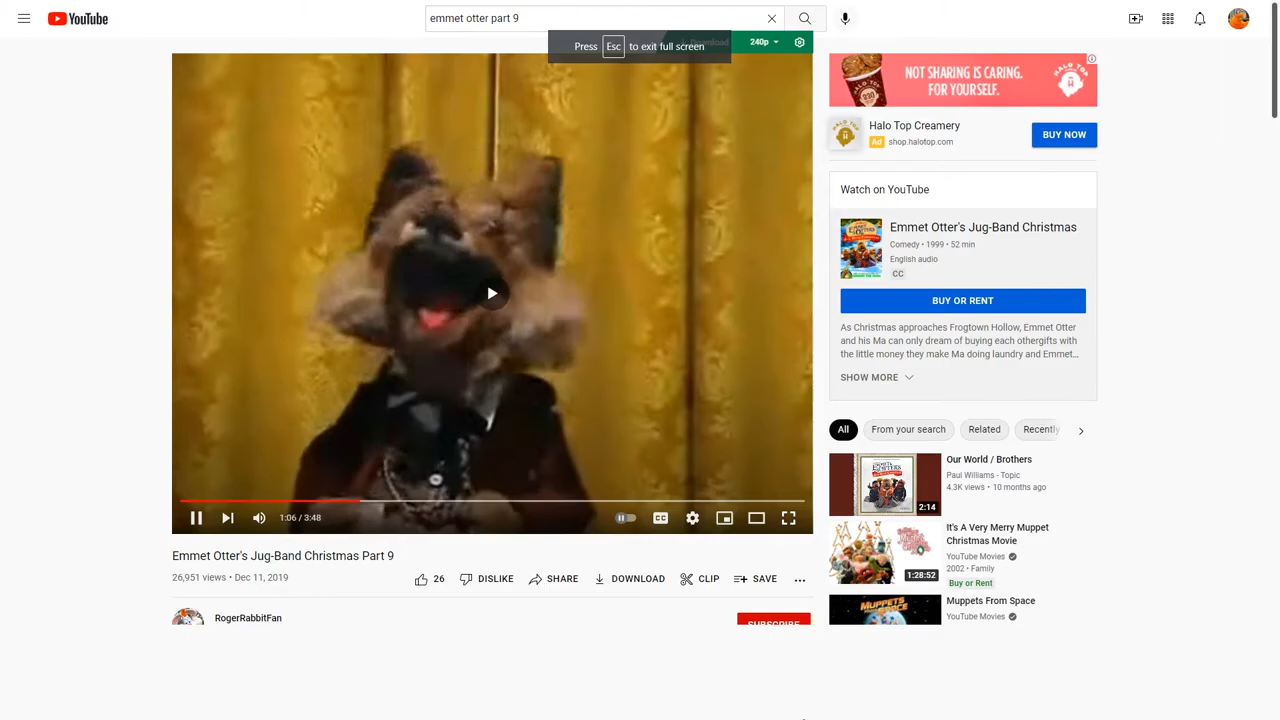 YouTube
emmet otter part 9
Press Esc to exit full screen
Download
240p
NOT SHARING IS CARING.
FOR YOURSELF.
HALO TOP
Halo Top Creamery
Ad shop.halotop.com
BUY NOW
Watch on YouTube
Emmet Otter's Jug-Band Christmas
Comedy • 1999 • 52 min
English audio
CC
BUY OR RENT
As Christmas approaches Frogtown Hollow, Emmet Otter
and his Ma can only dream of buying each othergifts with
the little money they make Ma doing laundry and Emmet...
SHOW MORE
All From your search Related Recently
Our World / Brothers
Paul Williams - Topic
4.3K views • 10 months ago
2:14
It's A Very Merry Muppet
Christmas Movie
YouTube Movies
2002 • Family
Buy or Rent
1:28:52
Muppets From Space
YouTube Movies
MUPPETS
1:06 / 3:48
CC
Emmet Otter's Jug-Band Christmas Part 9
26,951 views • Dec 11, 2019
26 DISLIKE SHARE DOWNLOAD CLIP SAVE
RogerRabbitFan
SUBSCRIBE